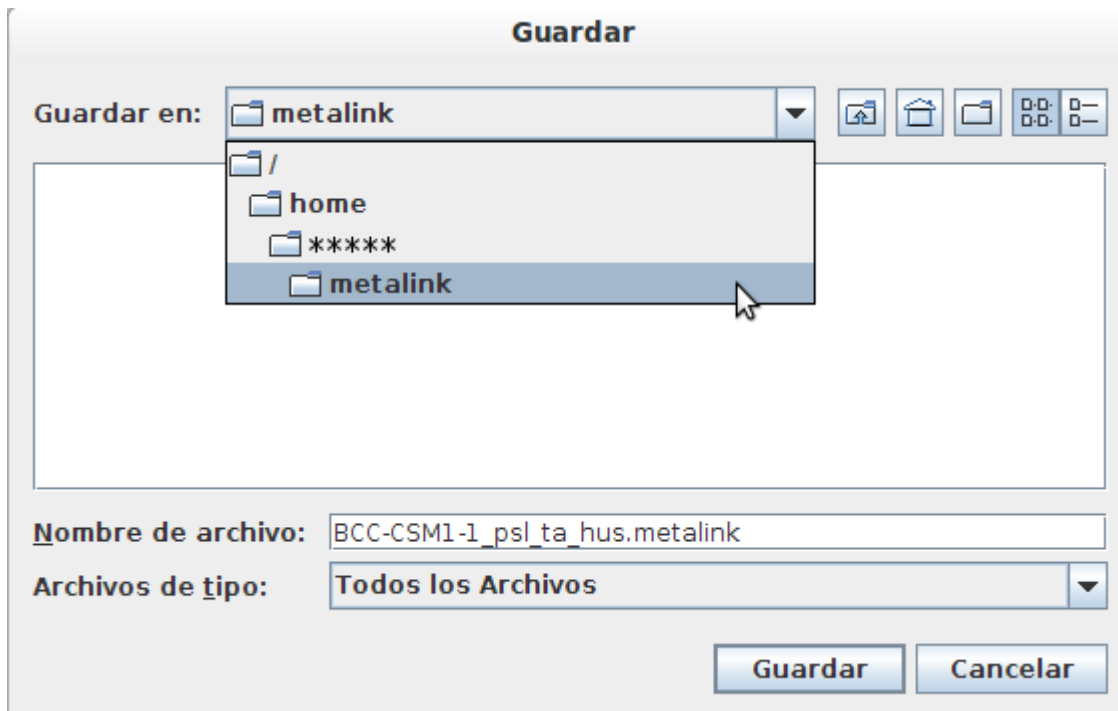 Guardar
Guardar en: metalink
/
home
*****
metalink
Nombre de archivo: BCC-CSM1-1_psl_ta_hus.metalink
Archivos de tipo: Todos los Archivos
Guardar Cancelar